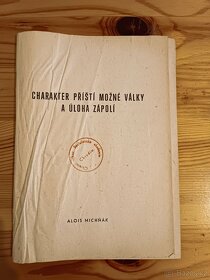 CHARAKTER PŘÍŠTÍ MOŽNÉ VÁLKY
A ÚLOHA ZÁPOLÍ
ALOIS MICHŇÁK